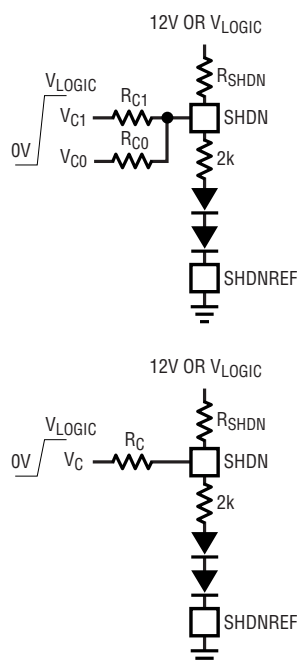 12V OR VLOGIC
RSHDN
VLOGIC
RC1
VC1
SHDN
RC0
0V
VC0
2k
SHDNREF
12V OR VLOGIC
RSHDN
VLOGIC
RC
0V
VC
SHDN
2k
SHDNREF